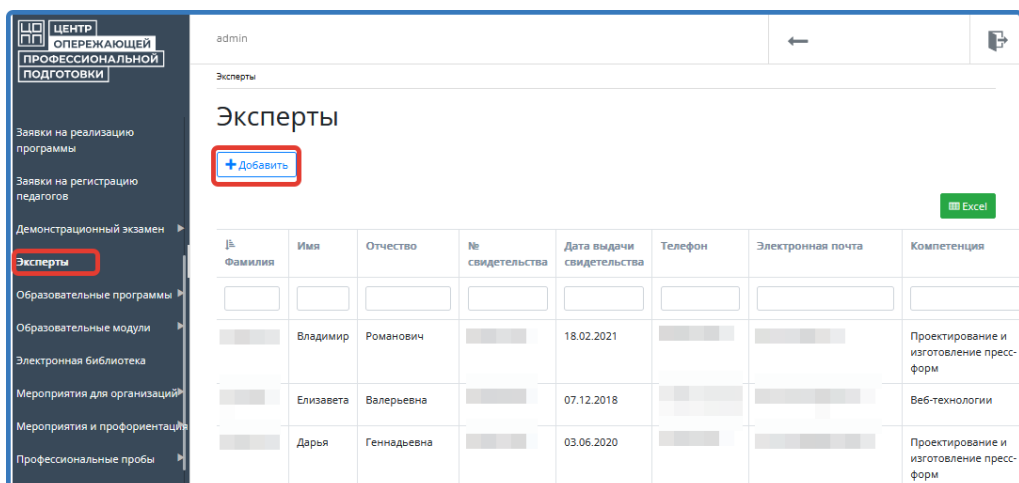 ЦОПП
ЦЕНТР
ОПЕРЕЖАЮЩЕЙ
ПРОФЕССИОНАЛЬНОЙ
ПОДГОТОВКИ
Заявки на реализацию
программы
Заявки на регистрацию
педагогов
Демонстрационный экзамен
Эксперты
Образовательные программы
Образовательные модули
Электронная библиотека
Мероприятия для организаций
Мероприятия и профориентация
Профессиональные пробы
admin
Эксперты
Эксперты
Добавить
Excel
Фамилия Имя Отчество № свидетельства Дата выдачи свидетельства Телефон Электронная почта Компетенция
Владимир Романович 18.02.2021 Проектирование и
изготовление пресс-
форм
Елизавета Валерьевна 07.12.2018 Веб-технологии
Дарья Геннадьевна 03.06.2020 Проектирование и
изготовление пресс-
форм